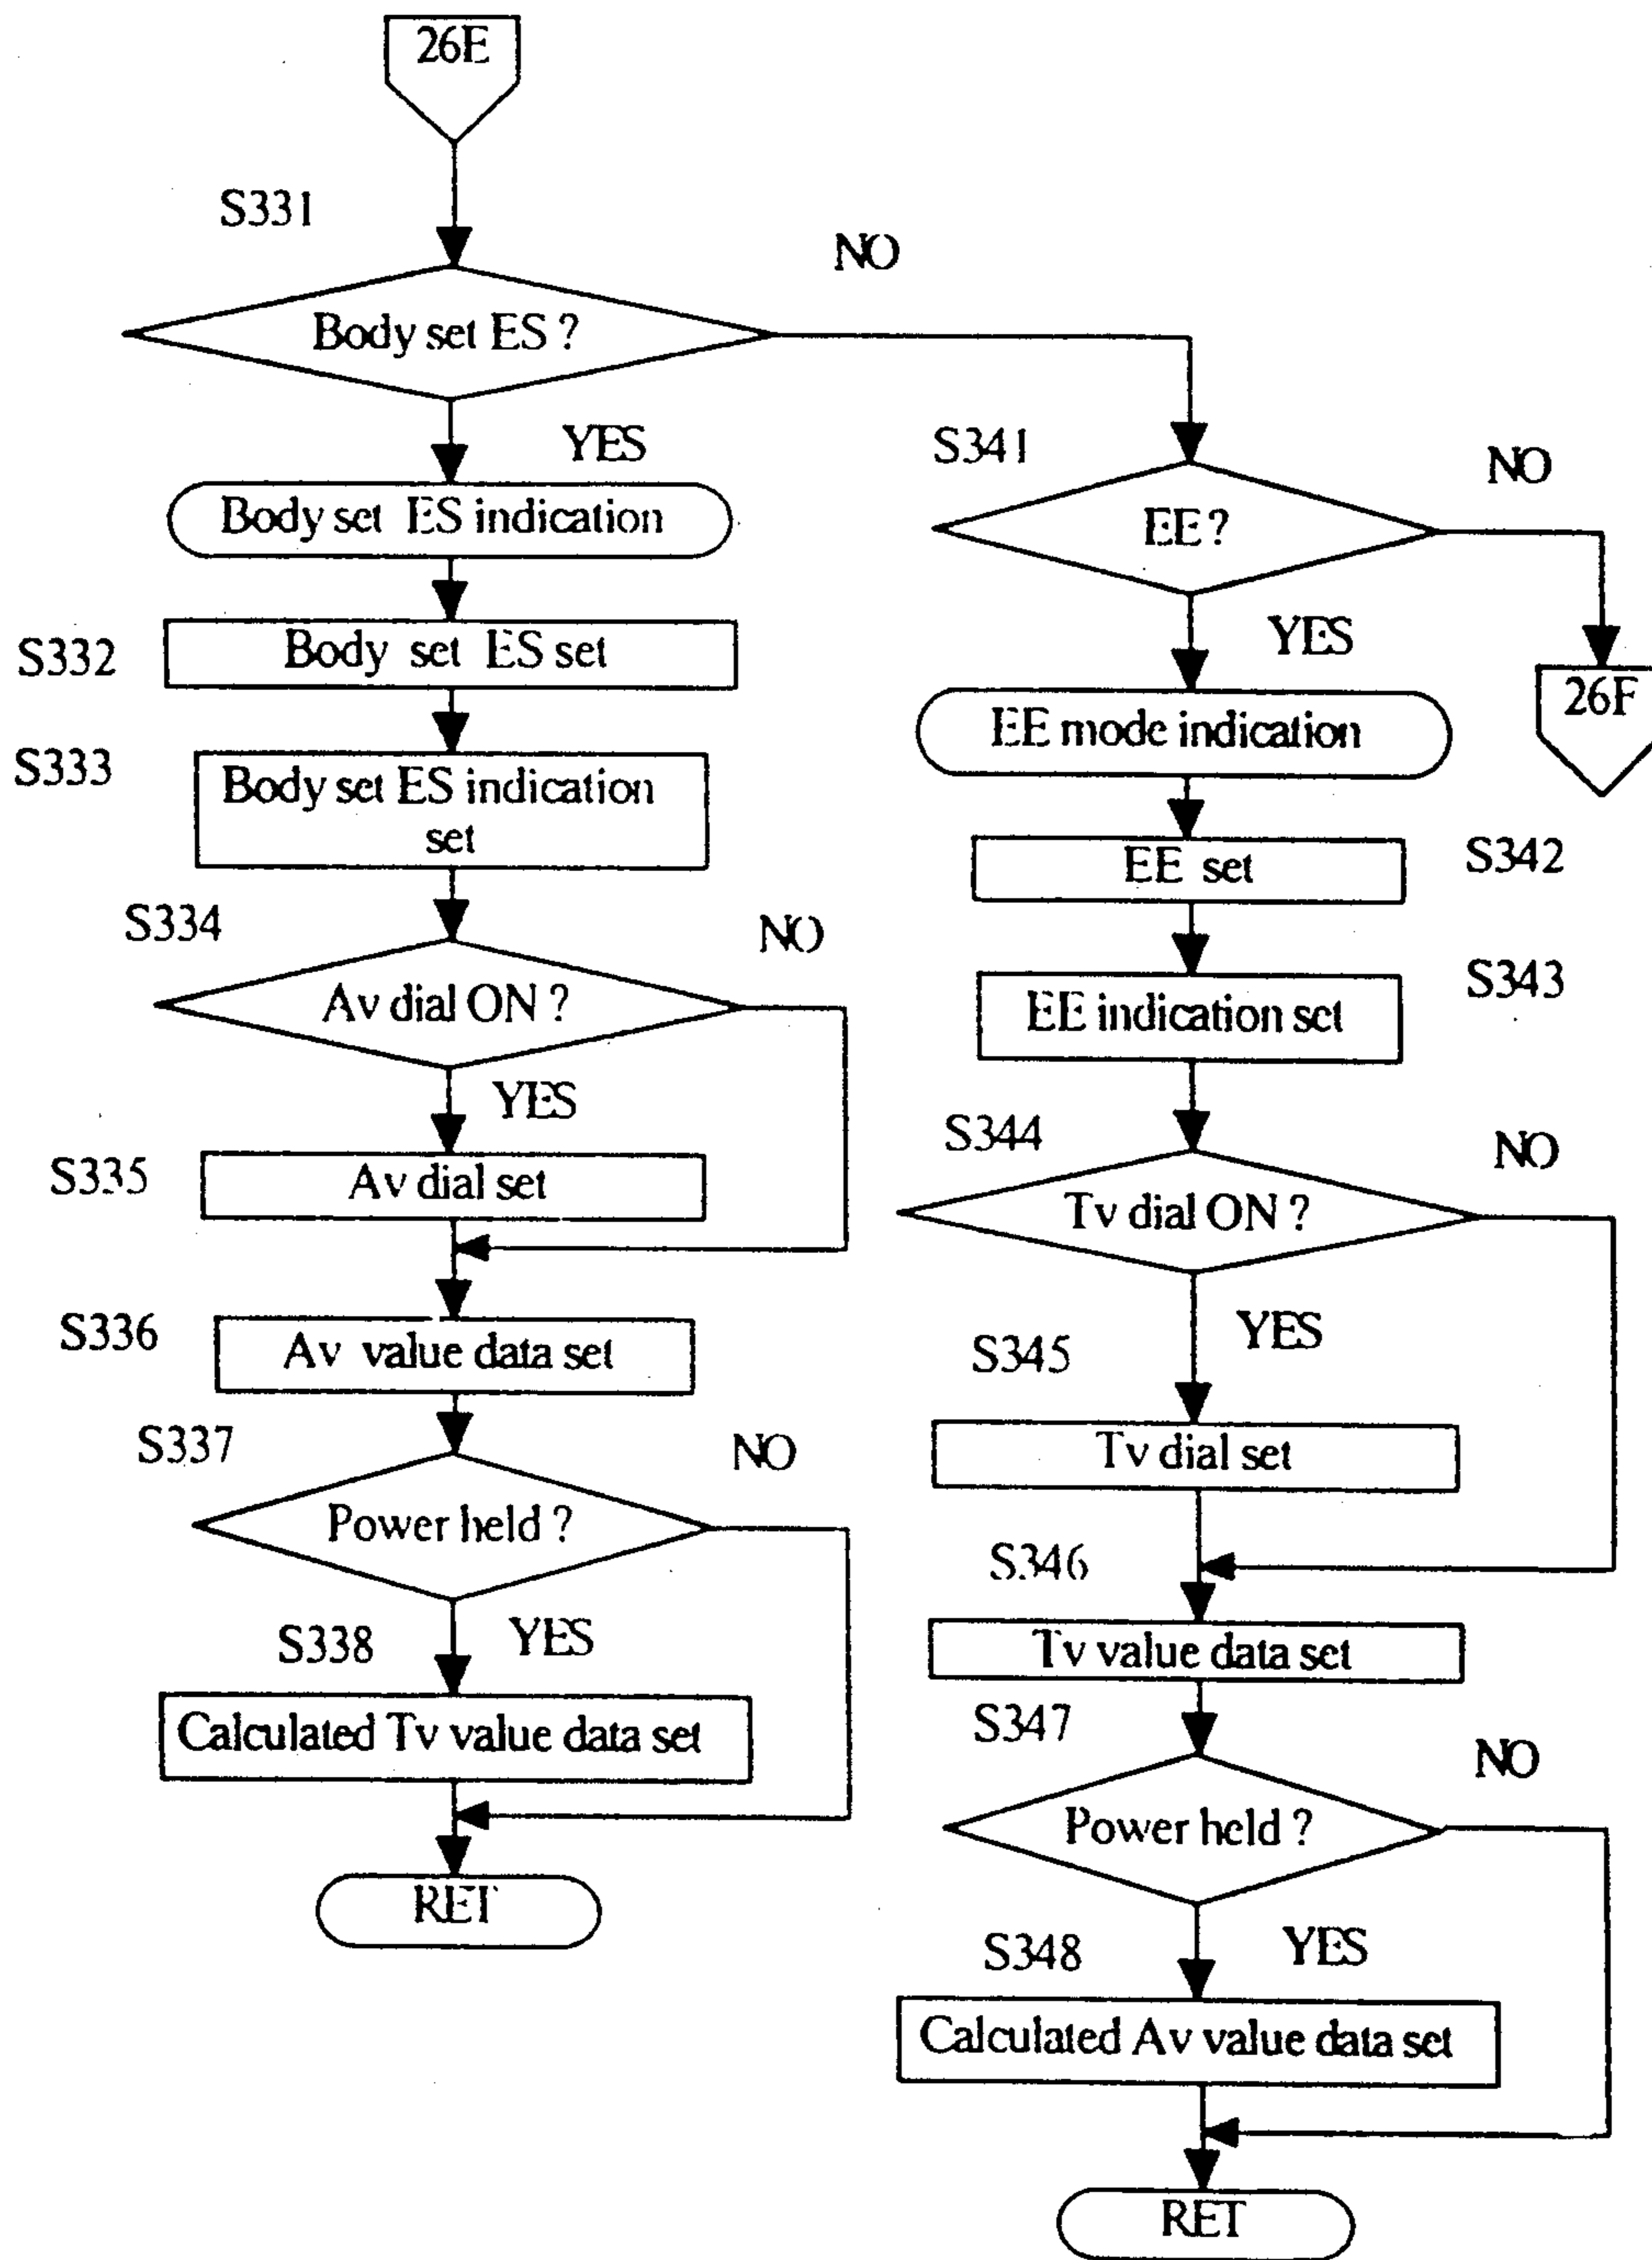 26E
S331
NO
Body set ES ?
YES
Body set ES indication
S332
Body set ES set
S333
Body set ES indication
set
S334
NO
Av dial ON ?
YES
S335
Av dial set
S336
Av value data set
S337
NO
Power held ?
S338
YES
Calculated Tv value data set
RET
S341
NO
EE ?
YES
26F
EE mode indication
S342
EE set
S343
EE indication set
S344
NO
Tv dial ON ?
YES
S345
Tv dial set
S346
Tv value data set
S347
NO
Power held ?
S348
YES
Calculated Av value data set
RET